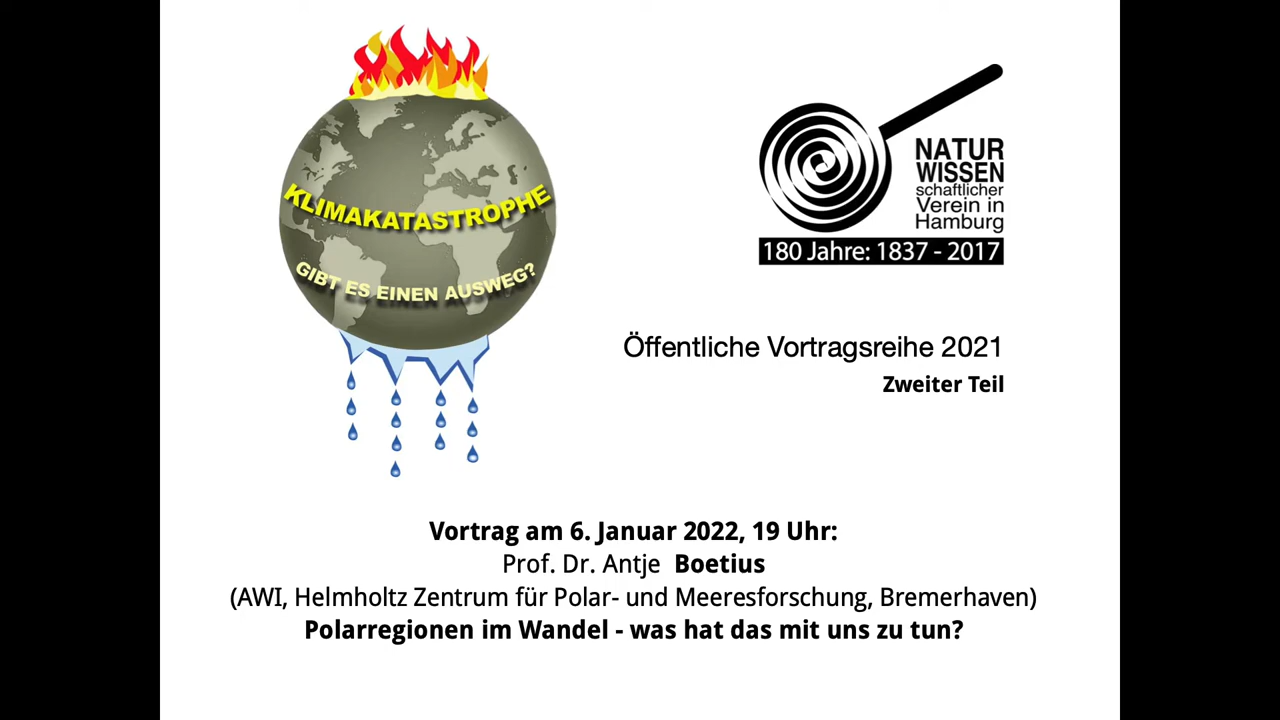 KLIMAKATASTROPHE
GIBT ES EINEN AUSWEG?
NATUR
WISSEN
schaftlicher
Verein in
Hamburg
180 Jahre: 1837 - 2017
Öffentliche Vortragsreihe 2021
Zweiter Teil
Vortrag am 6. Januar 2022, 19 Uhr:
Prof. Dr. Antje Boetius
(AWI, Helmholtz Zentrum für Polar- und Meeresforschung, Bremerhaven)
Polarregionen im Wandel - was hat das mit uns zu tun?